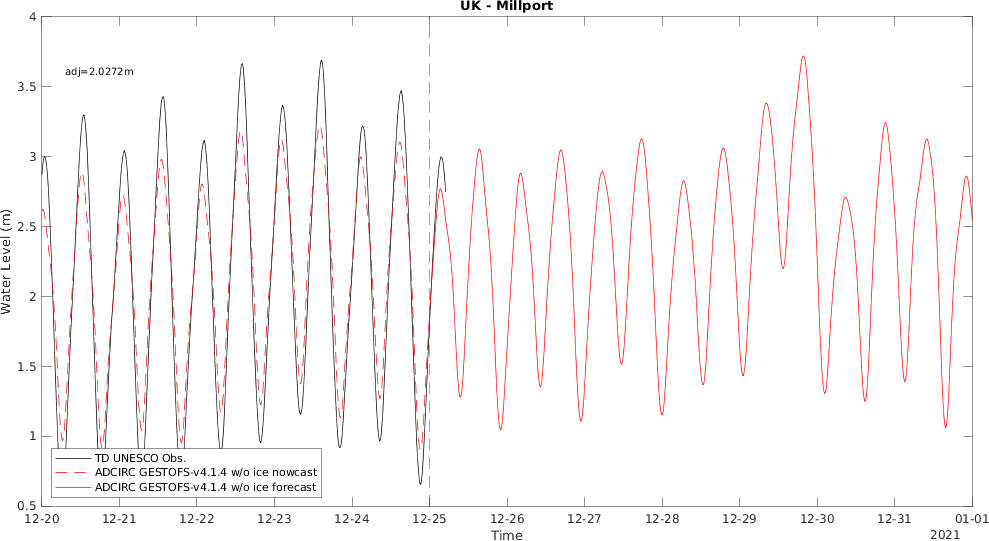 UK - Millport
4
adj=2.0272m
3.5
3
2.5
Water Level (m)
2
1.5
1
TD UNESCO Obs.
ADCIRC GESTOFS-v4.1.4 w/o ice nowcast
ADCIRC GESTOFS-v4.1.4 w/o ice forecast
0.5
12-20 12-21 12-22 12-23 12-24 12-25 12-26 12-27 12-28 12-29 12-30 12-31 01-01
Time
2021